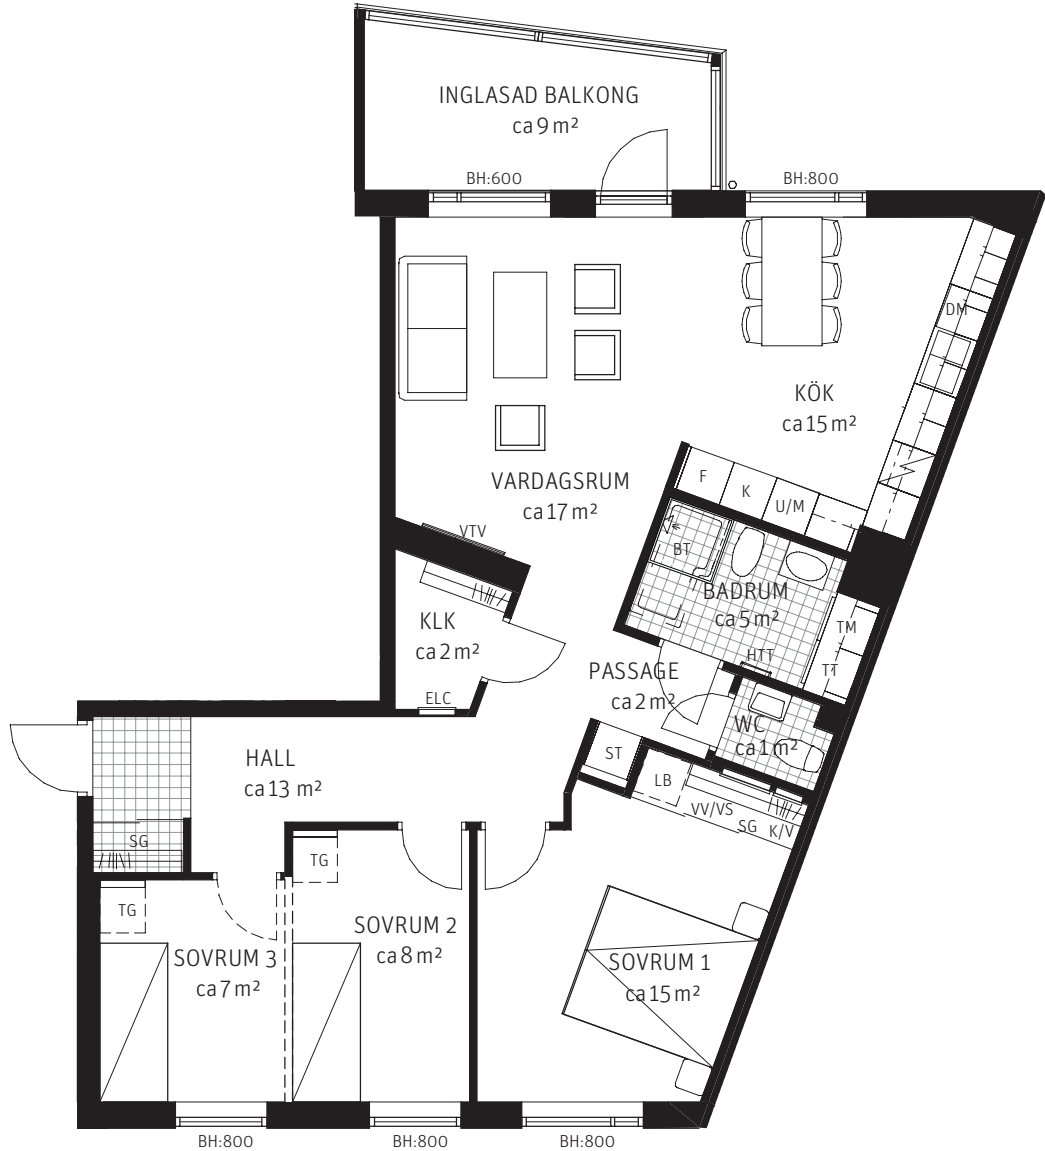 INGLASAD BALKONG
ca 9 m²
BH:600
BH:800
DM
KÖK
ca 15 m²
F
K
U/M
VARDAGSRUM
ca 17 m²
VTV
BT
BADRUM
ca 5 m²
TM
TT
HTT
KLK
ca 2 m²
ELC
PASSAGE
ca 2 m²
WC
ca 1 m²
HALL
ca 13 m²
ST
LB
VV/VS
SG
K/V
SG
TG
TG
SOVRUM 3
ca 7 m²
SOVRUM 2
ca 8 m²
SOVRUM 1
ca 15 m²
BH:800
BH:800
BH:800